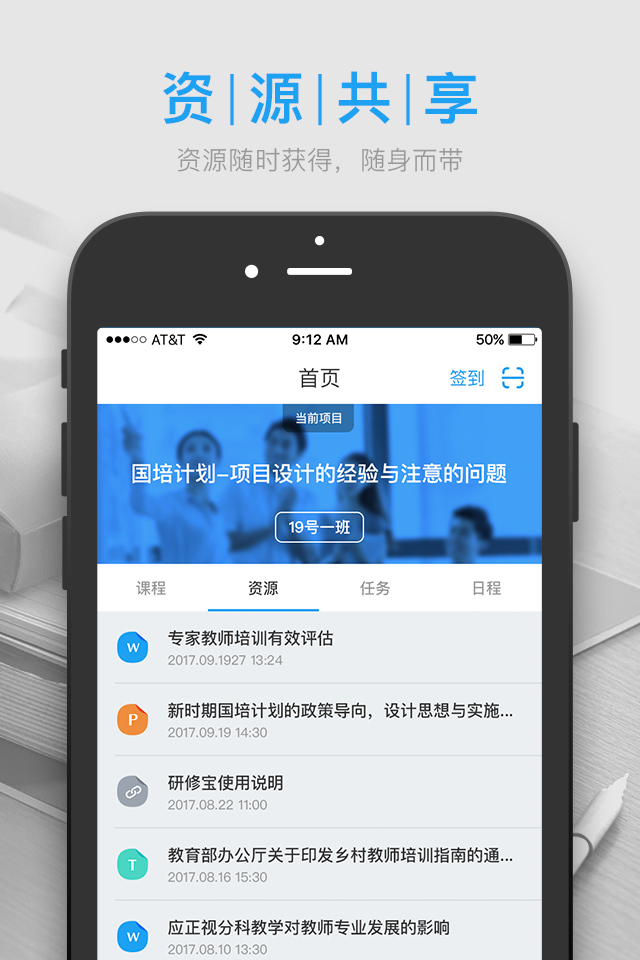 资|源|共|享
资源随时获得，随身而带
AT&T 9:12 AM 50%
首页 签到
当前项目
国培计划-项目设计的经验与注意的问题
19号一班
课程 资源 任务 日程
W 专家教师培训有效评估
2017.09.1927 13:24
P 新时期国培计划的政策导向，设计思想与实施...
2017.09.19 14:30
研修宝使用说明
2017.08.22 11:00
T 教育部办公厅关于印发乡村教师培训指南的通...
2017.08.16 15:30
W 应正视分科教学对教师专业发展的影响
2017.08.10 13:30